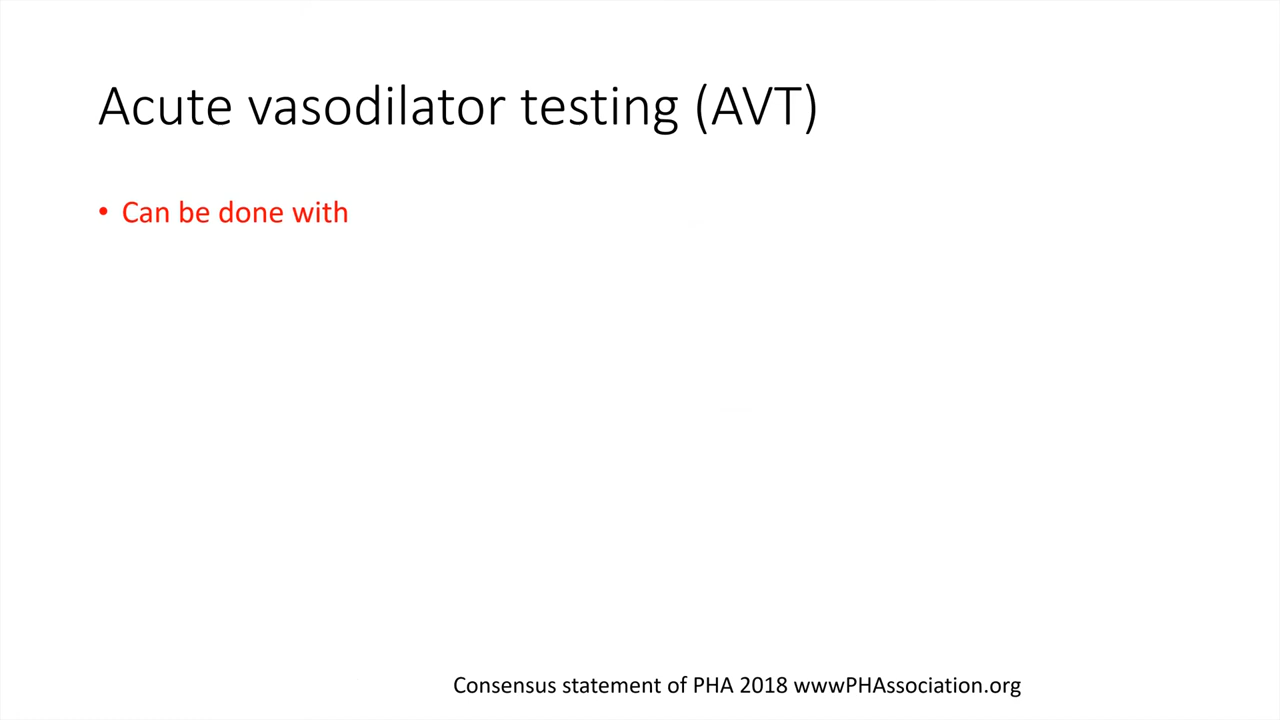 Acute vasodilator testing (AVT)
• Can be done with
Consensus statement of PHA 2018 wwwPHAssociation.org